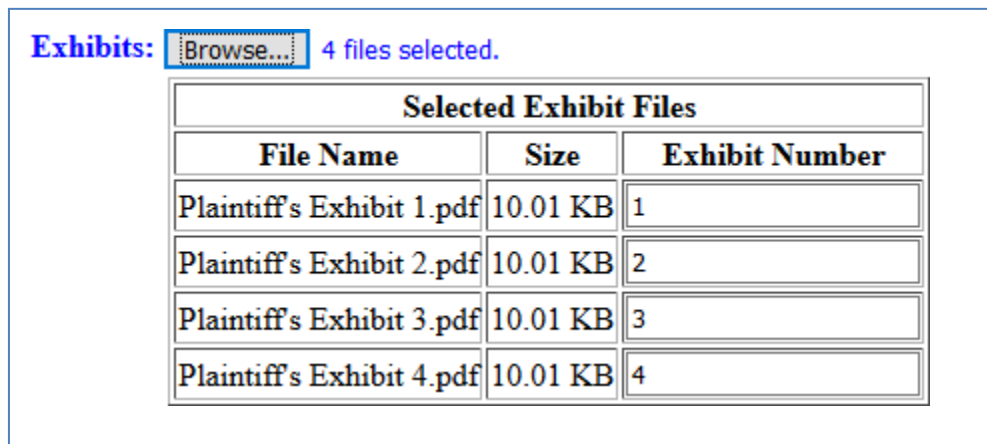 Exhibits: Browse... 4 files selected.
Selected Exhibit Files
File Name Size Exhibit Number
Plaintiff's Exhibit 1.pdf 10.01 KB 1
Plaintiff's Exhibit 2.pdf 10.01 KB 2
Plaintiff's Exhibit 3.pdf 10.01 KB 3
Plaintiff's Exhibit 4.pdf 10.01 KB 4